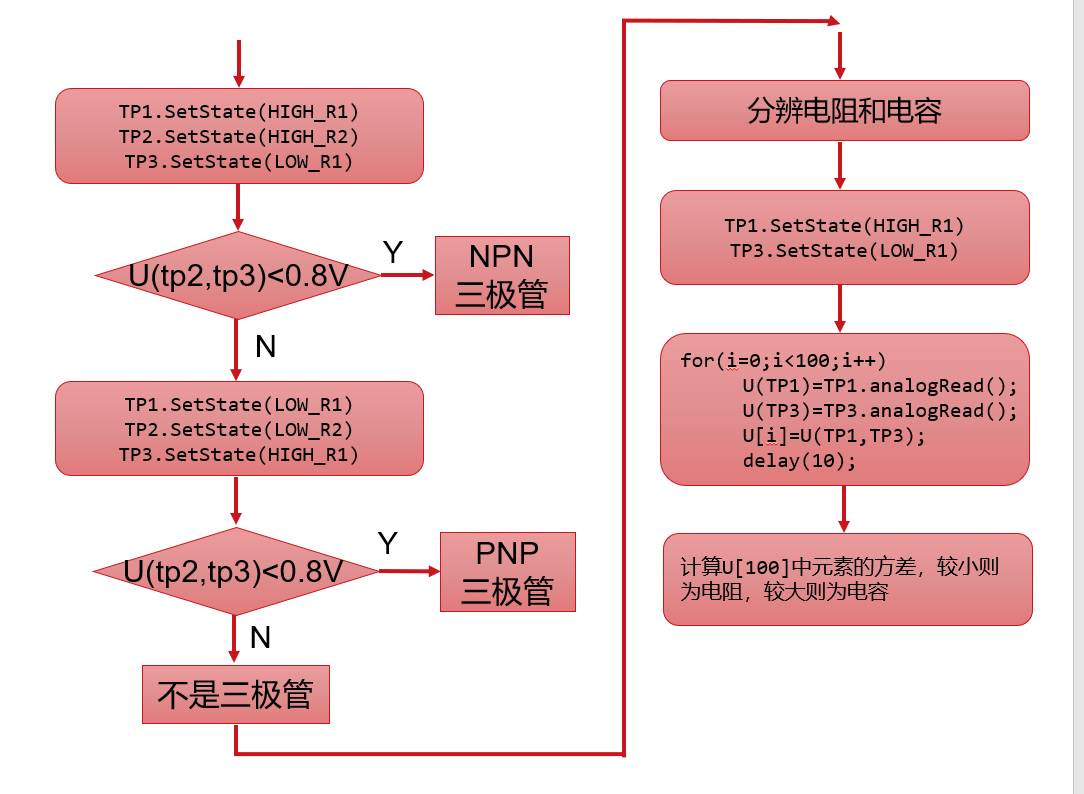 TP1.SetState(HIGH_R1)
TP2.SetState(HIGH_R2)
TP3.SetState(LOW_R1)
U(tp2,tp3)<0.8V
Y
NPN
三极管
N
TP1.SetState(LOW_R1)
TP2.SetState(LOW_R2)
TP3.SetState(HIGH_R1)
U(tp2,tp3)<0.8V
Y
PNP
三极管
N
不是三极管
分辨电阻和电容
TP1.SetState(HIGH_R1)
TP3.SetState(LOW_R1)
for(i=0;i<100;i++)
U(TP1)=TP1.analogRead();
U(TP3)=TP3.analogRead();
U[i]=U(TP1,TP3);
delay(10);
计算U[100]中元素的方差，较小则
为电阻，较大则为电容